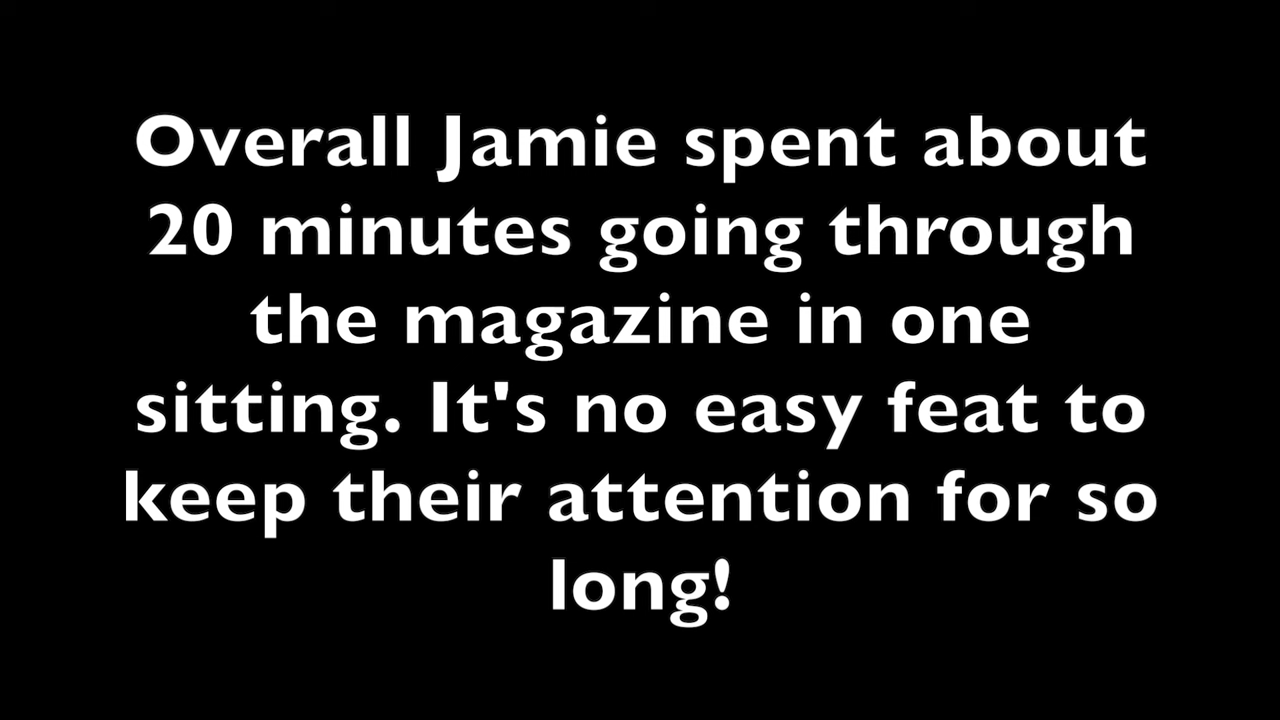 Overall Jamie spent about
20 minutes going through
the magazine in one
sitting. It's no easy feat to
keep their attention for so
long!